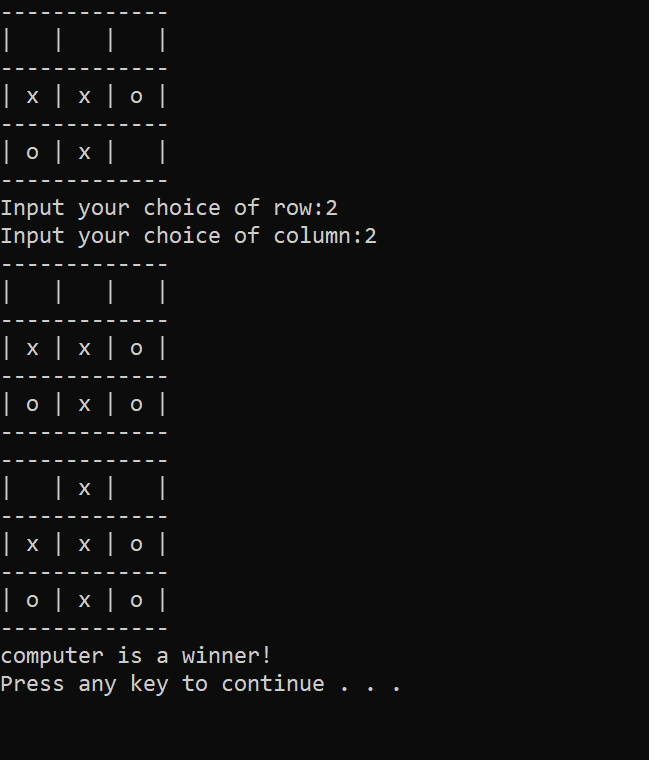 -------------
|   |   |   |
-------------
| x | x | o |
-------------
| o | x |   |
-------------
Input your choice of row:2
Input your choice of column:2
-------------
|   |   |   |
-------------
| x | x | o |
-------------
| o | x | o |
-------------
-------------
|   | x |   |
-------------
| x | x | o |
-------------
| o | x | o |
-------------
computer is a winner!
Press any key to continue . . .